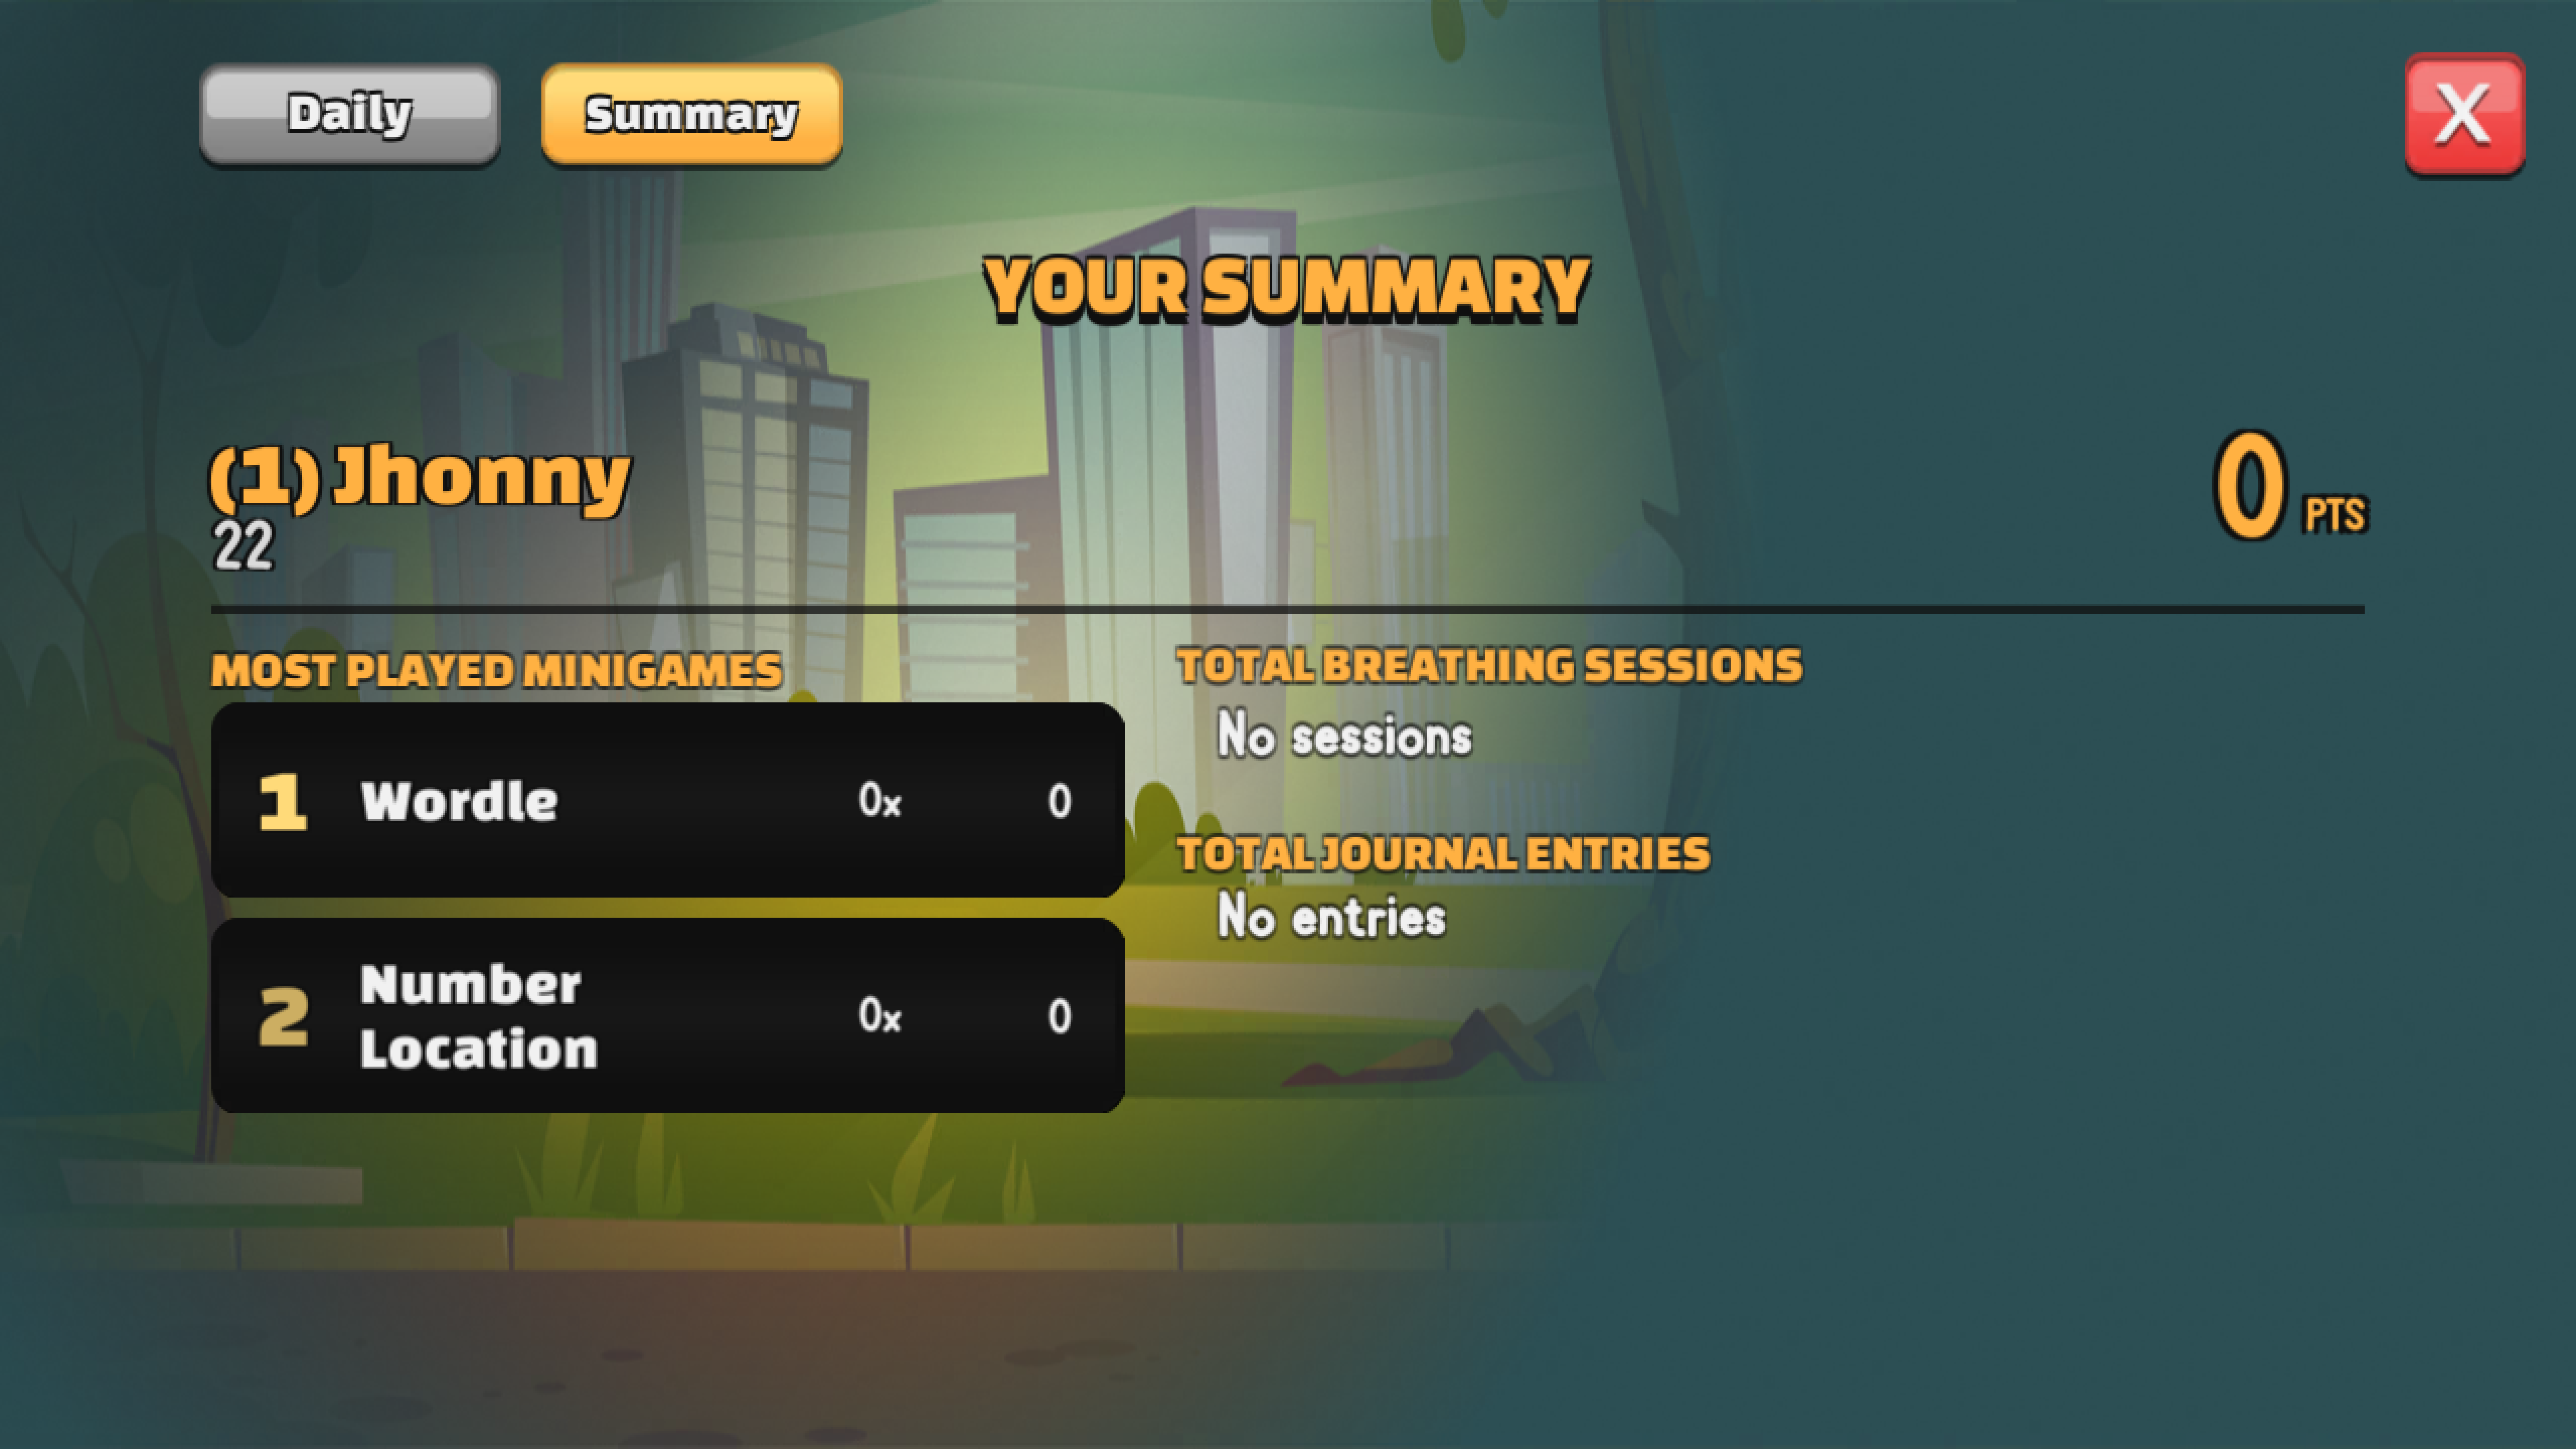 Daily
Summary
X
YOUR SUMMARY
(1) Jhonny
22
0 PTS
MOST PLAYED MINIGAMES
1 Wordle 0x 0
2 Number Location 0x 0
TOTAL BREATHING SESSIONS
No sessions
TOTAL JOURNAL ENTRIES
No entries